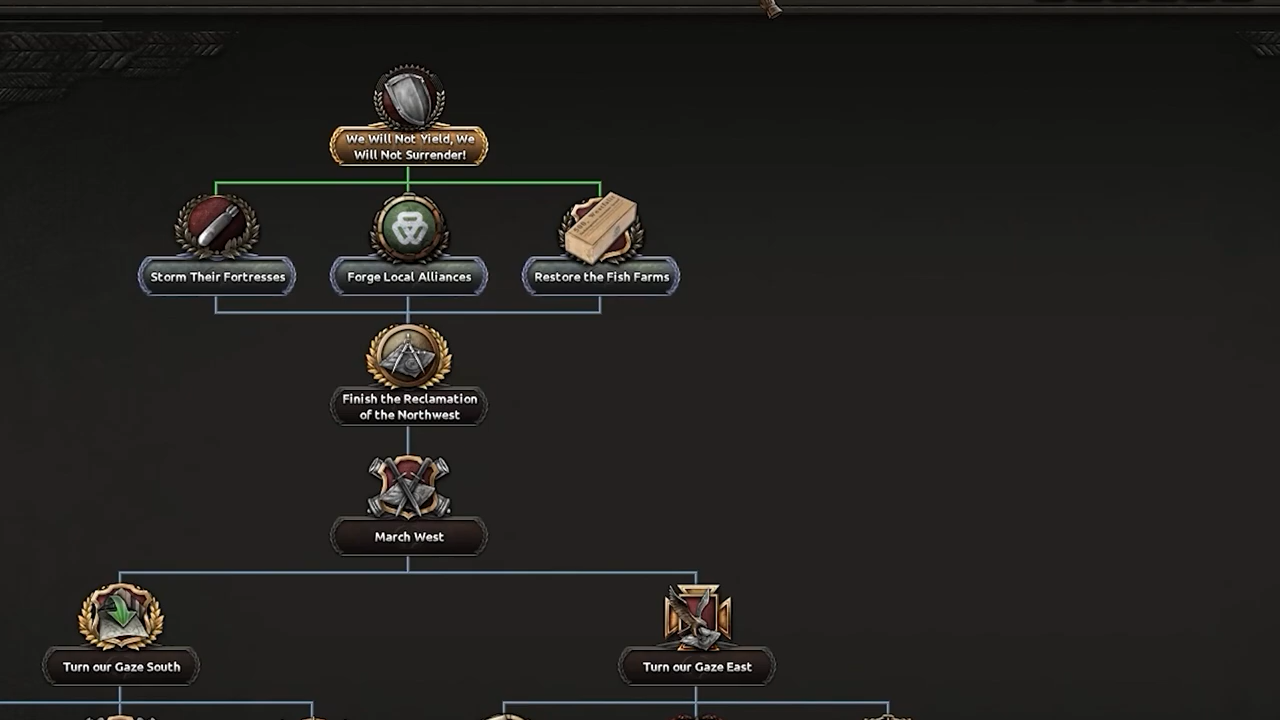 We Will Not Yield, We
Will Not Surrender!
Storm Their Fortresses
Forge Local Alliances
Restore the Fish Farms
Finish the Reclamation
of the Northwest
March West
Turn our Gaze South
Turn our Gaze East